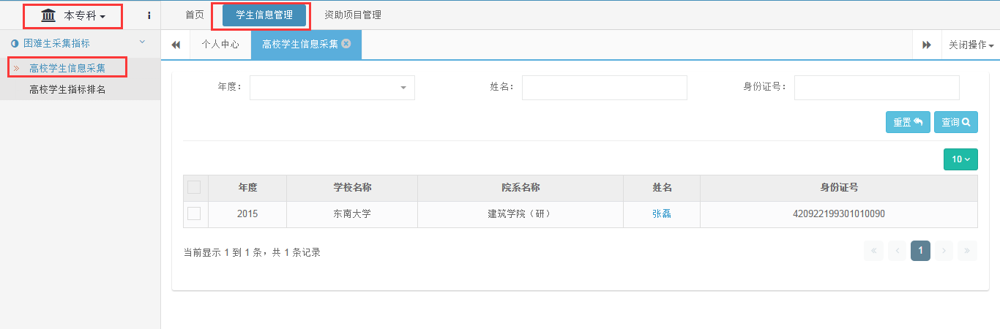 本专科
首页 学生信息管理 资助项目管理
困难生采集指标
个人中心 高校学生信息采集 关闭操作
高校学生信息采集
高校学生指标排名
年度： 姓名： 身份证号：
重置 查询
10
年度 学校名称 院系名称 姓名 身份证号
2015 东南大学 建筑学院（研） 张磊 420922199301010090
当前显示 1 到 1 条，共 1 条记录
« ‹ 1 › »